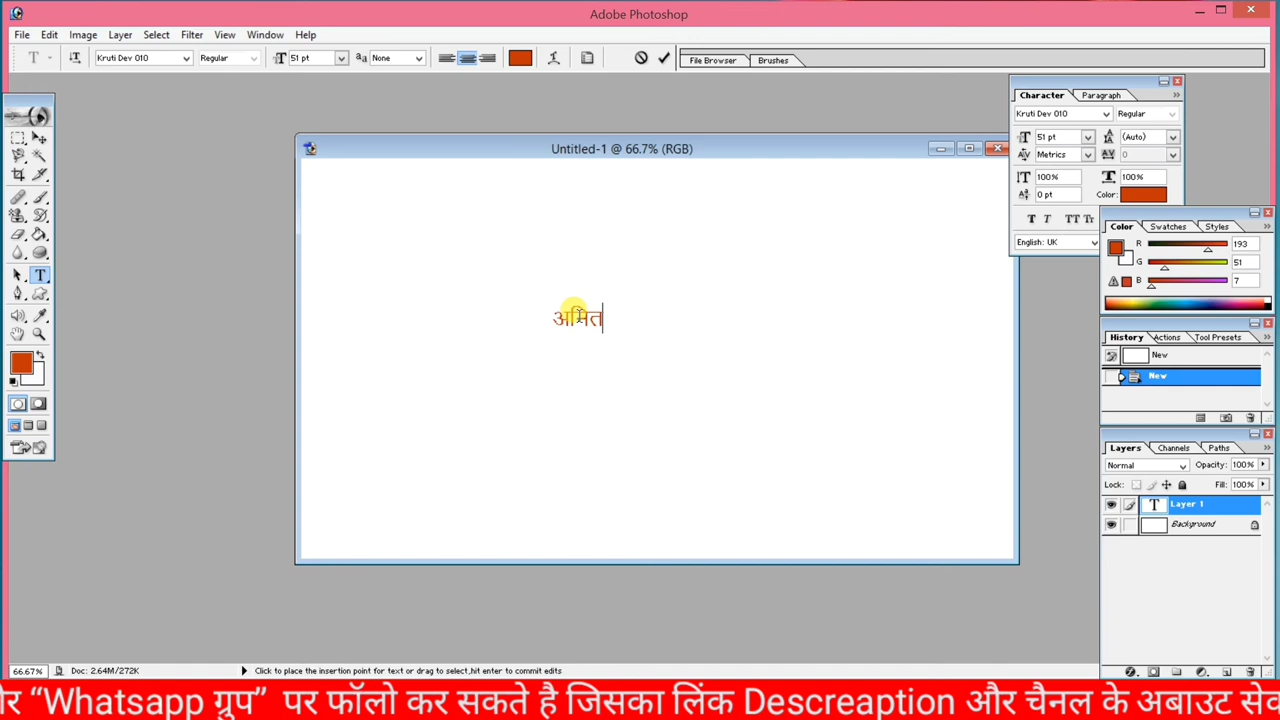 Adobe Photoshop
File Edit Image Layer Select Filter View Window Help
T Kruti Dev 010 Regular 51 pt aa None File Browser Brushes
Character Paragraph
Kruti Dev 010 Regular
51 pt (Auto)
Metrics 0
100% 100%
0 pt Color:
T T TT Tr
English: UK
Untitled-1 @ 66.7% (RGB)
अमित
Color Swatches Styles
R 193
G 51
B 7
History Actions Tool Presets
New
New
Layers Channels Paths
Normal Opacity: 100%
Lock: Fill: 100%
T Layer 1
Background
66.67% Doc: 2.64M/272K Click to place the insertion point for text or drag to select,hit enter to commit edits
“Whatsapp ग्रुप” पर फॉलो कर सकते है जिसका लिंक Descreaption और चैनल के अबाउट